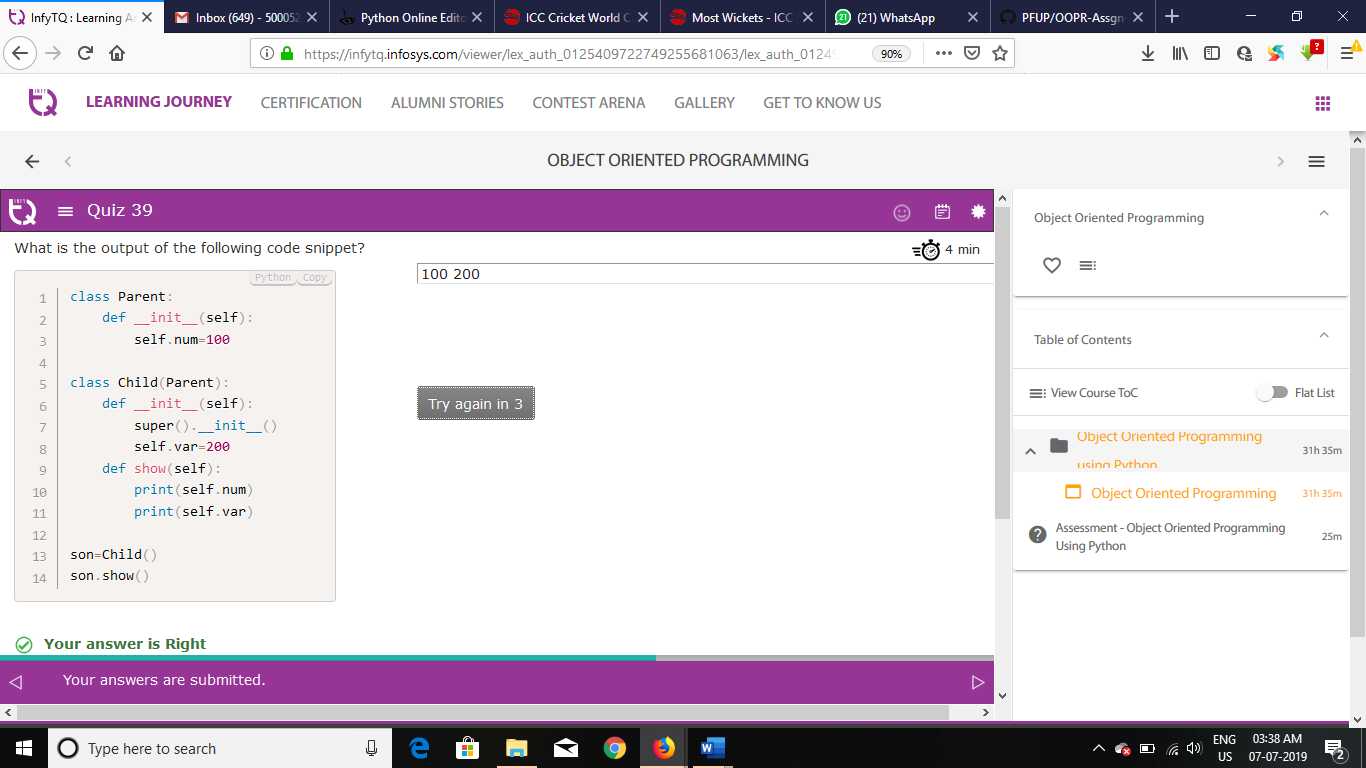 InfyTQ : Learning A
Inbox (649) - 500052
Python Online Edito
ICC Cricket World C
Most Wickets - ICC
(21) WhatsApp
PFUP/OOPR-Assgn
https://infytq.infosys.com/viewer/lex_auth_0125409722749255681063/lex_auth_0124
90%
LEARNING JOURNEY
CERTIFICATION
ALUMNI STORIES
CONTEST ARENA
GALLERY
GET TO KNOW US
OBJECT ORIENTED PROGRAMMING
Quiz 39
What is the output of the following code snippet?
4 min
Python Copy
100 200
1 class Parent:
2     def __init__(self):
3         self.num=100
4
5 class Child(Parent):
6     def __init__(self):
7         super().__init__()
8         self.var=200
9     def show(self):
10         print(self.num)
11         print(self.var)
12
13 son=Child()
14 son.show()
Try again in 3
Your answer is Right
Your answers are submitted.
Object Oriented Programming
Table of Contents
View Course ToC
Flat List
Object Oriented Programming
using Python
31h 35m
Object Oriented Programming
31h 35m
Assessment - Object Oriented Programming
Using Python
25m
Type here to search
ENG
US
03:38 AM
07-07-2019
2